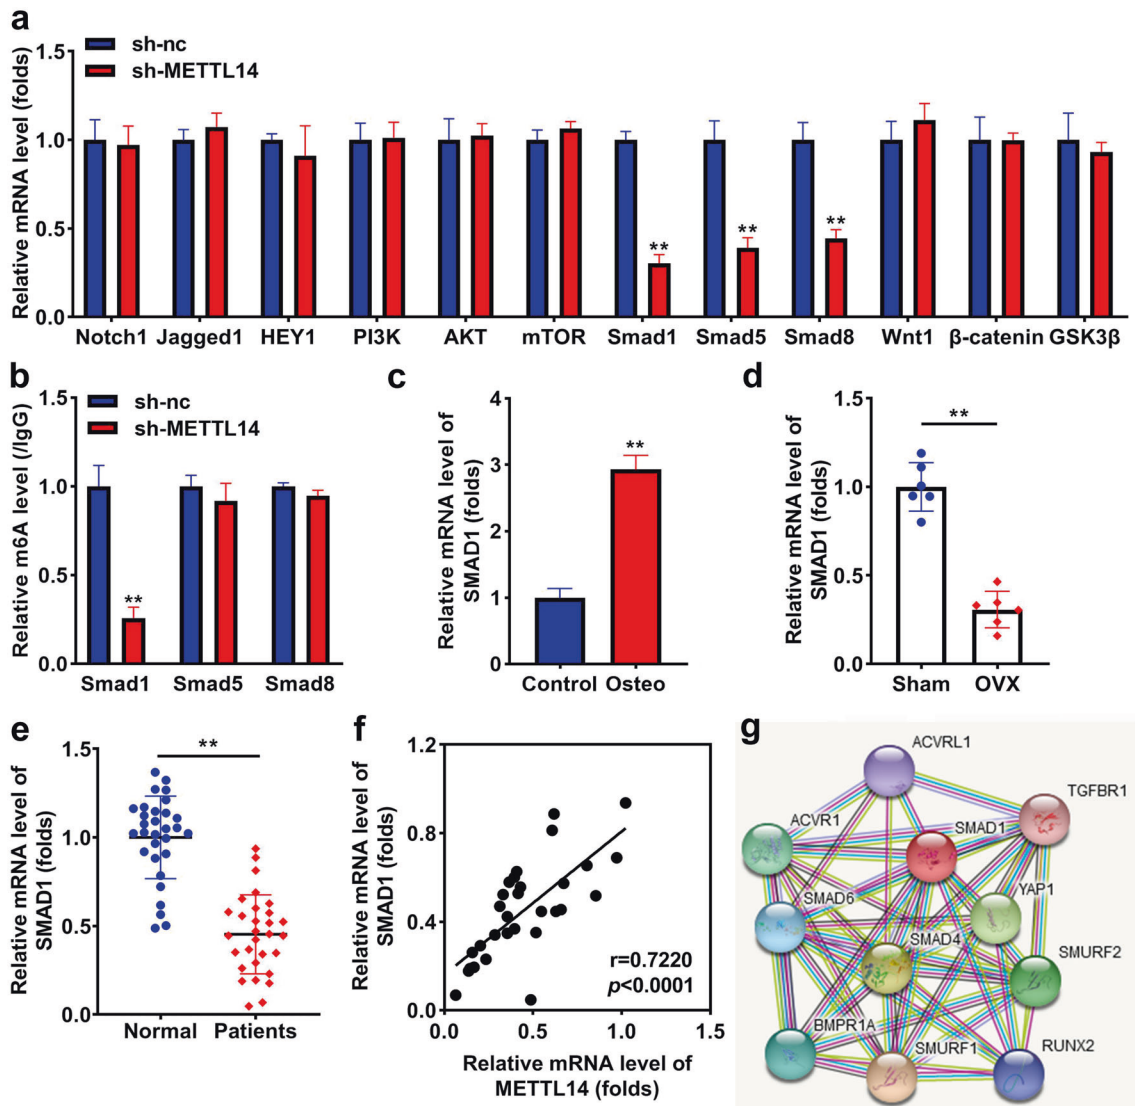 a
sh-nc
sh-METTL14
Relative mRNA level (folds)
1.5
1.0
0.5
0.0
** ** **
Notch1 Jagged1 HEY1 PI3K AKT mTOR Smad1 Smad5 Smad8 Wnt1 β-catenin GSK3β
b
sh-nc
sh-METTL14
Relative m6A level (/IgG)
1.5
1.0
0.5
0.0
**
Smad1 Smad5 Smad8
c
Relative mRNA level of
SMAD1 (folds)
4
3
2
1
0
**
Control Osteo
d
Relative mRNA level of
SMAD1 (folds)
1.5
1.0
0.5
0.0
**
Sham OVX
e
Relative mRNA level of
SMAD1 (folds)
1.5
1.0
0.5
0.0
**
Normal Patients
f
Relative mRNA level of
SMAD1 (folds)
1.2
0.8
0.4
0.0
r=0.7220
p<0.0001
0.0 0.5 1.0 1.5
Relative mRNA level of
METTL14 (folds)
g
ACVRL1
TGFBR1
ACVR1
SMAD1
YAP1
SMAD6
SMAD4
SMURF2
BMPR1A
SMURF1
RUNX2